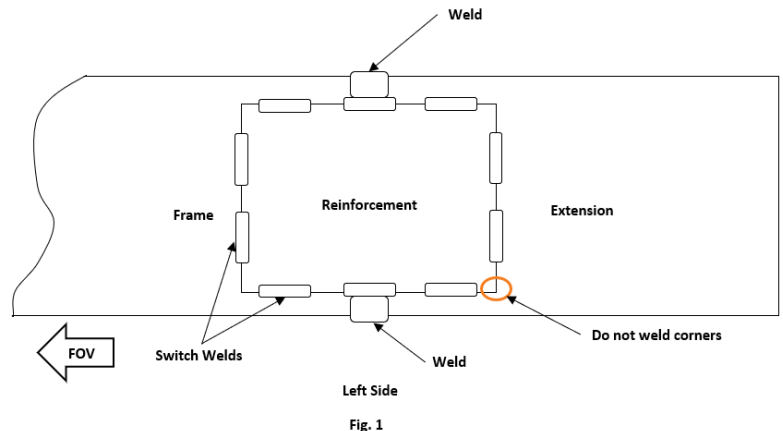 Weld
Frame
Reinforcement
Extension
FOV
Switch Welds
Weld
Do not weld corners
Left Side
Fig. 1